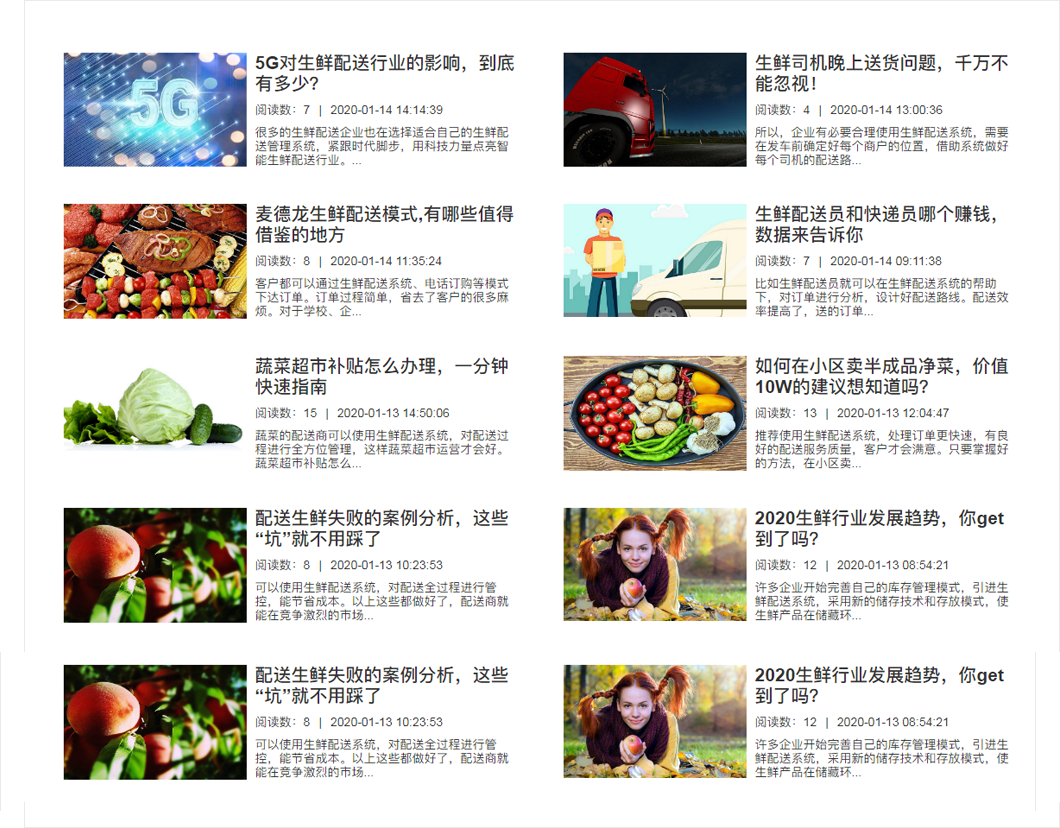 5G
5G对生鲜配送行业的影响，到底
有多少?
阅读数：7 | 2020-01-14 14:14:39
很多的生鲜配送企业也在选择适合自己的生鲜配
送管理系统，紧跟时代脚步，用科技力量点亮智
能生鲜配送行业。...
生鲜司机晚上送货问题，千万不
能忽视！
阅读数：4 | 2020-01-14 13:00:36
所以，企业有必要合理使用生鲜配送系统，需要
在发车前确定好每个商户的位置，借助系统做好
每个司机的配送路...
麦德龙生鲜配送模式,有哪些值得
借鉴的地方
阅读数：8 | 2020-01-14 11:35:24
客户都可以通过生鲜配送系统、电话订购等模式
下达订单。订单过程简单，省去了客户的很多麻
烦。对于学校、企...
生鲜配送员和快递员哪个赚钱，
数据来告诉你
阅读数：7 | 2020-01-14 09:11:38
比如生鲜配送员就可以在生鲜配送系统的帮助
下，对订单进行分析，设计好配送路线。配送效
率提高了，送的订单...
蔬菜超市补贴怎么办理，一分钟
快速指南
阅读数：15 | 2020-01-13 14:50:06
蔬菜的配送商可以使用生鲜配送系统，对配送过
程进行全方位管理，这样蔬菜超市运营才会好。
蔬菜超市补贴怎么...
如何在小区卖半成品净菜，价值
10W的建议想知道吗?
阅读数：13 | 2020-01-13 12:04:47
推荐使用生鲜配送系统，处理订单更快速，有良
好的配送服务质量，客户才会满意。只要掌握好
的方法，在小区卖...
配送生鲜失败的案例分析，这些
“坑”就不用踩了
阅读数：8 | 2020-01-13 10:23:53
可以使用生鲜配送系统，对配送全过程进行管
控，能节省成本。以上这些都做好了，配送商就
能在竞争激烈的市场...
2020生鲜行业发展趋势，你get
到了吗?
阅读数：12 | 2020-01-13 08:54:21
许多企业开始完善自己的库存管理模式，引进生
鲜配送系统，采用新的储存技术和存放模式，使
生鲜产品在储藏环...
配送生鲜失败的案例分析，这些
“坑”就不用踩了
阅读数：8 | 2020-01-13 10:23:53
可以使用生鲜配送系统，对配送全过程进行管
控，能节省成本。以上这些都做好了，配送商就
能在竞争激烈的市场...
2020生鲜行业发展趋势，你get
到了吗?
阅读数：12 | 2020-01-13 08:54:21
许多企业开始完善自己的库存管理模式，引进生
鲜配送系统，采用新的储存技术和存放模式，使
生鲜产品在储藏环...